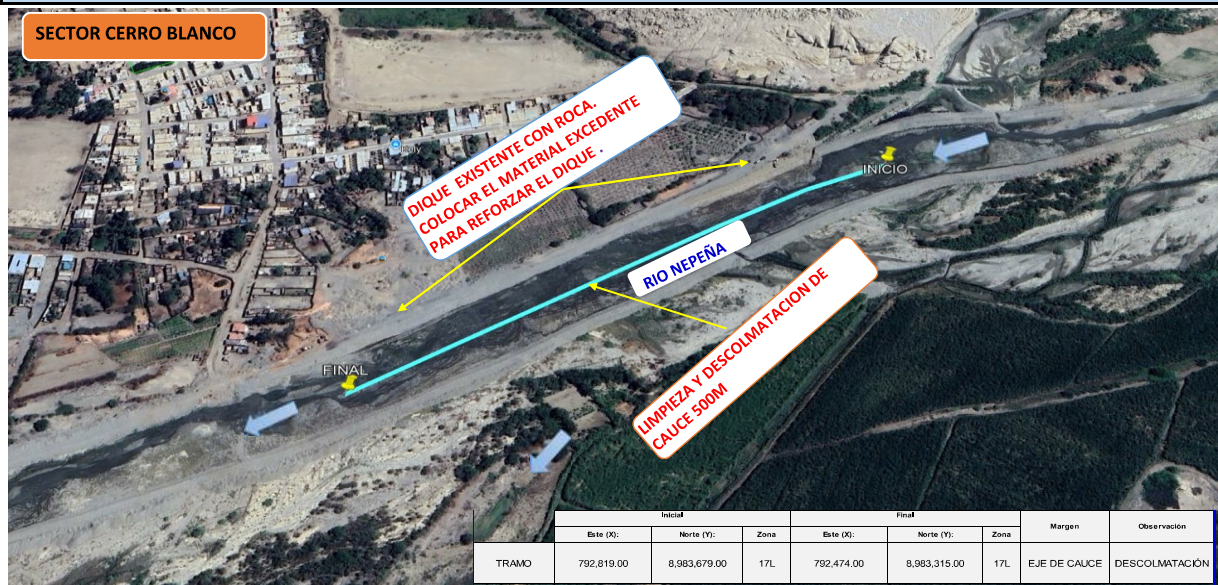 SECTOR CERRO BLANCO
DIQUE EXISTENTE CON ROCA.
COLOCAR EL MATERIAL EXCEDENTE
PARA REFORZAR EL DIQUE .
INICIO
RIO NEPEÑA
LIMPIEZA Y DESCOLMATACION DE
CAUCE 500M
FINAL
Inicial Final Margen Observación
Este (X): Norte (Y): Zona Este (X): Norte (Y): Zona
TRAMO 792,819.00 8,983,679.00 17L 792,474.00 8,983,315.00 17L EJE DE CAUCE DESCOLMATACIÓN